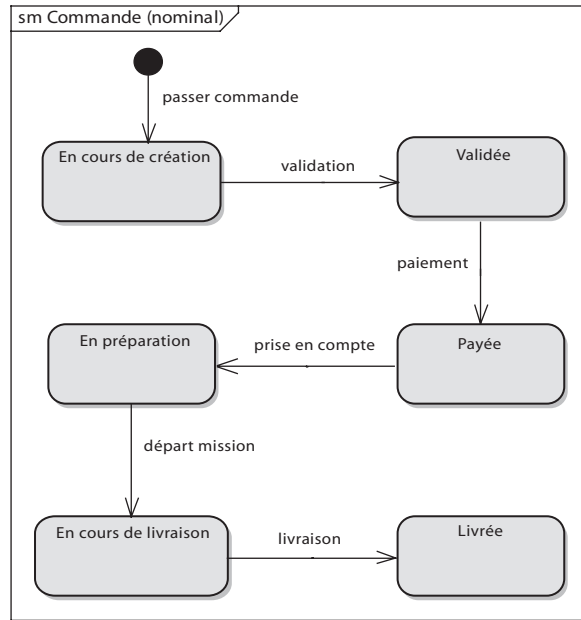 sm Commande (nominal)
passer commande
En cours de création
validation
Validée
paiement
En préparation
prise en compte
Payée
départ mission
En cours de livraison
livraison
Livrée